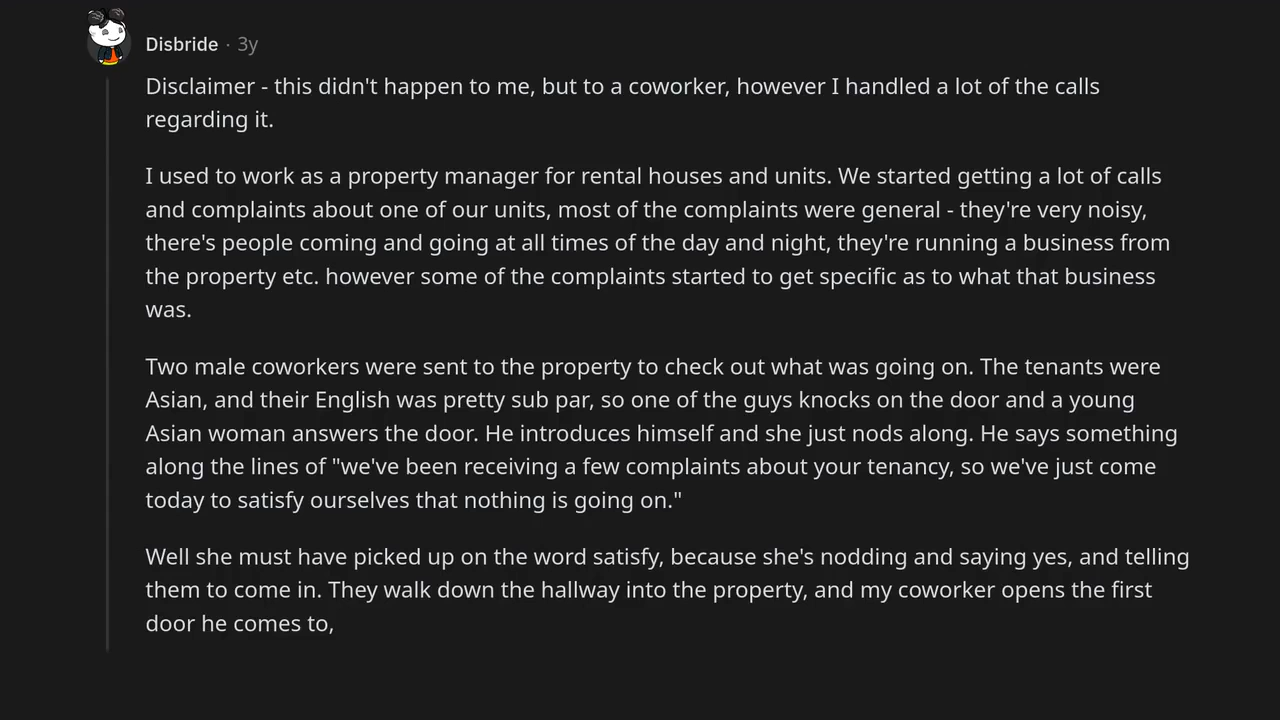 Disbride · 3y
Disclaimer - this didn't happen to me, but to a coworker, however I handled a lot of the calls
regarding it.
I used to work as a property manager for rental houses and units. We started getting a lot of calls
and complaints about one of our units, most of the complaints were general - they're very noisy,
there's people coming and going at all times of the day and night, they're running a business from
the property etc. however some of the complaints started to get specific as to what that business
was.
Two male coworkers were sent to the property to check out what was going on. The tenants were
Asian, and their English was pretty sub par, so one of the guys knocks on the door and a young
Asian woman answers the door. He introduces himself and she just nods along. He says something
along the lines of "we've been receiving a few complaints about your tenancy, so we've just come
today to satisfy ourselves that nothing is going on."
Well she must have picked up on the word satisfy, because she's nodding and saying yes, and telling
them to come in. They walk down the hallway into the property, and my coworker opens the first
door he comes to,